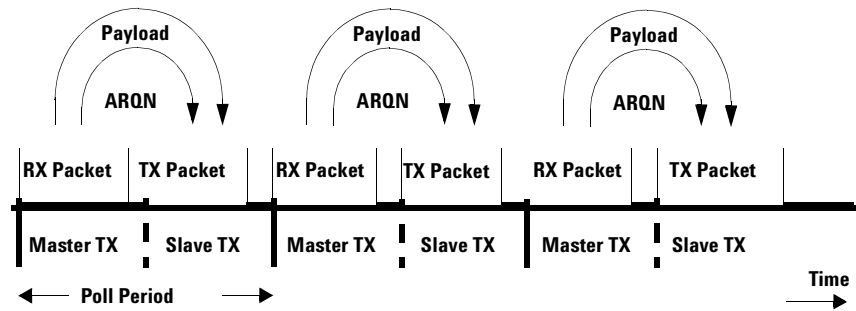 Payload Payload Payload
ARQN ARQN ARQN
RX Packet TX Packet RX Packet TX Packet RX Packet TX Packet
Master TX Slave TX Master TX Slave TX Master TX Slave TX
Time
Poll Period